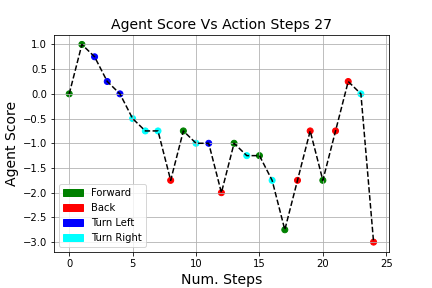 Agent Score Vs Action Steps 27
1.0
0.5
0.0
−0.5
−1.0
−1.5
−2.0
−2.5
−3.0
Agent Score
Forward
Back
Turn Left
Turn Right
0 5 10 15 20 25
Num. Steps